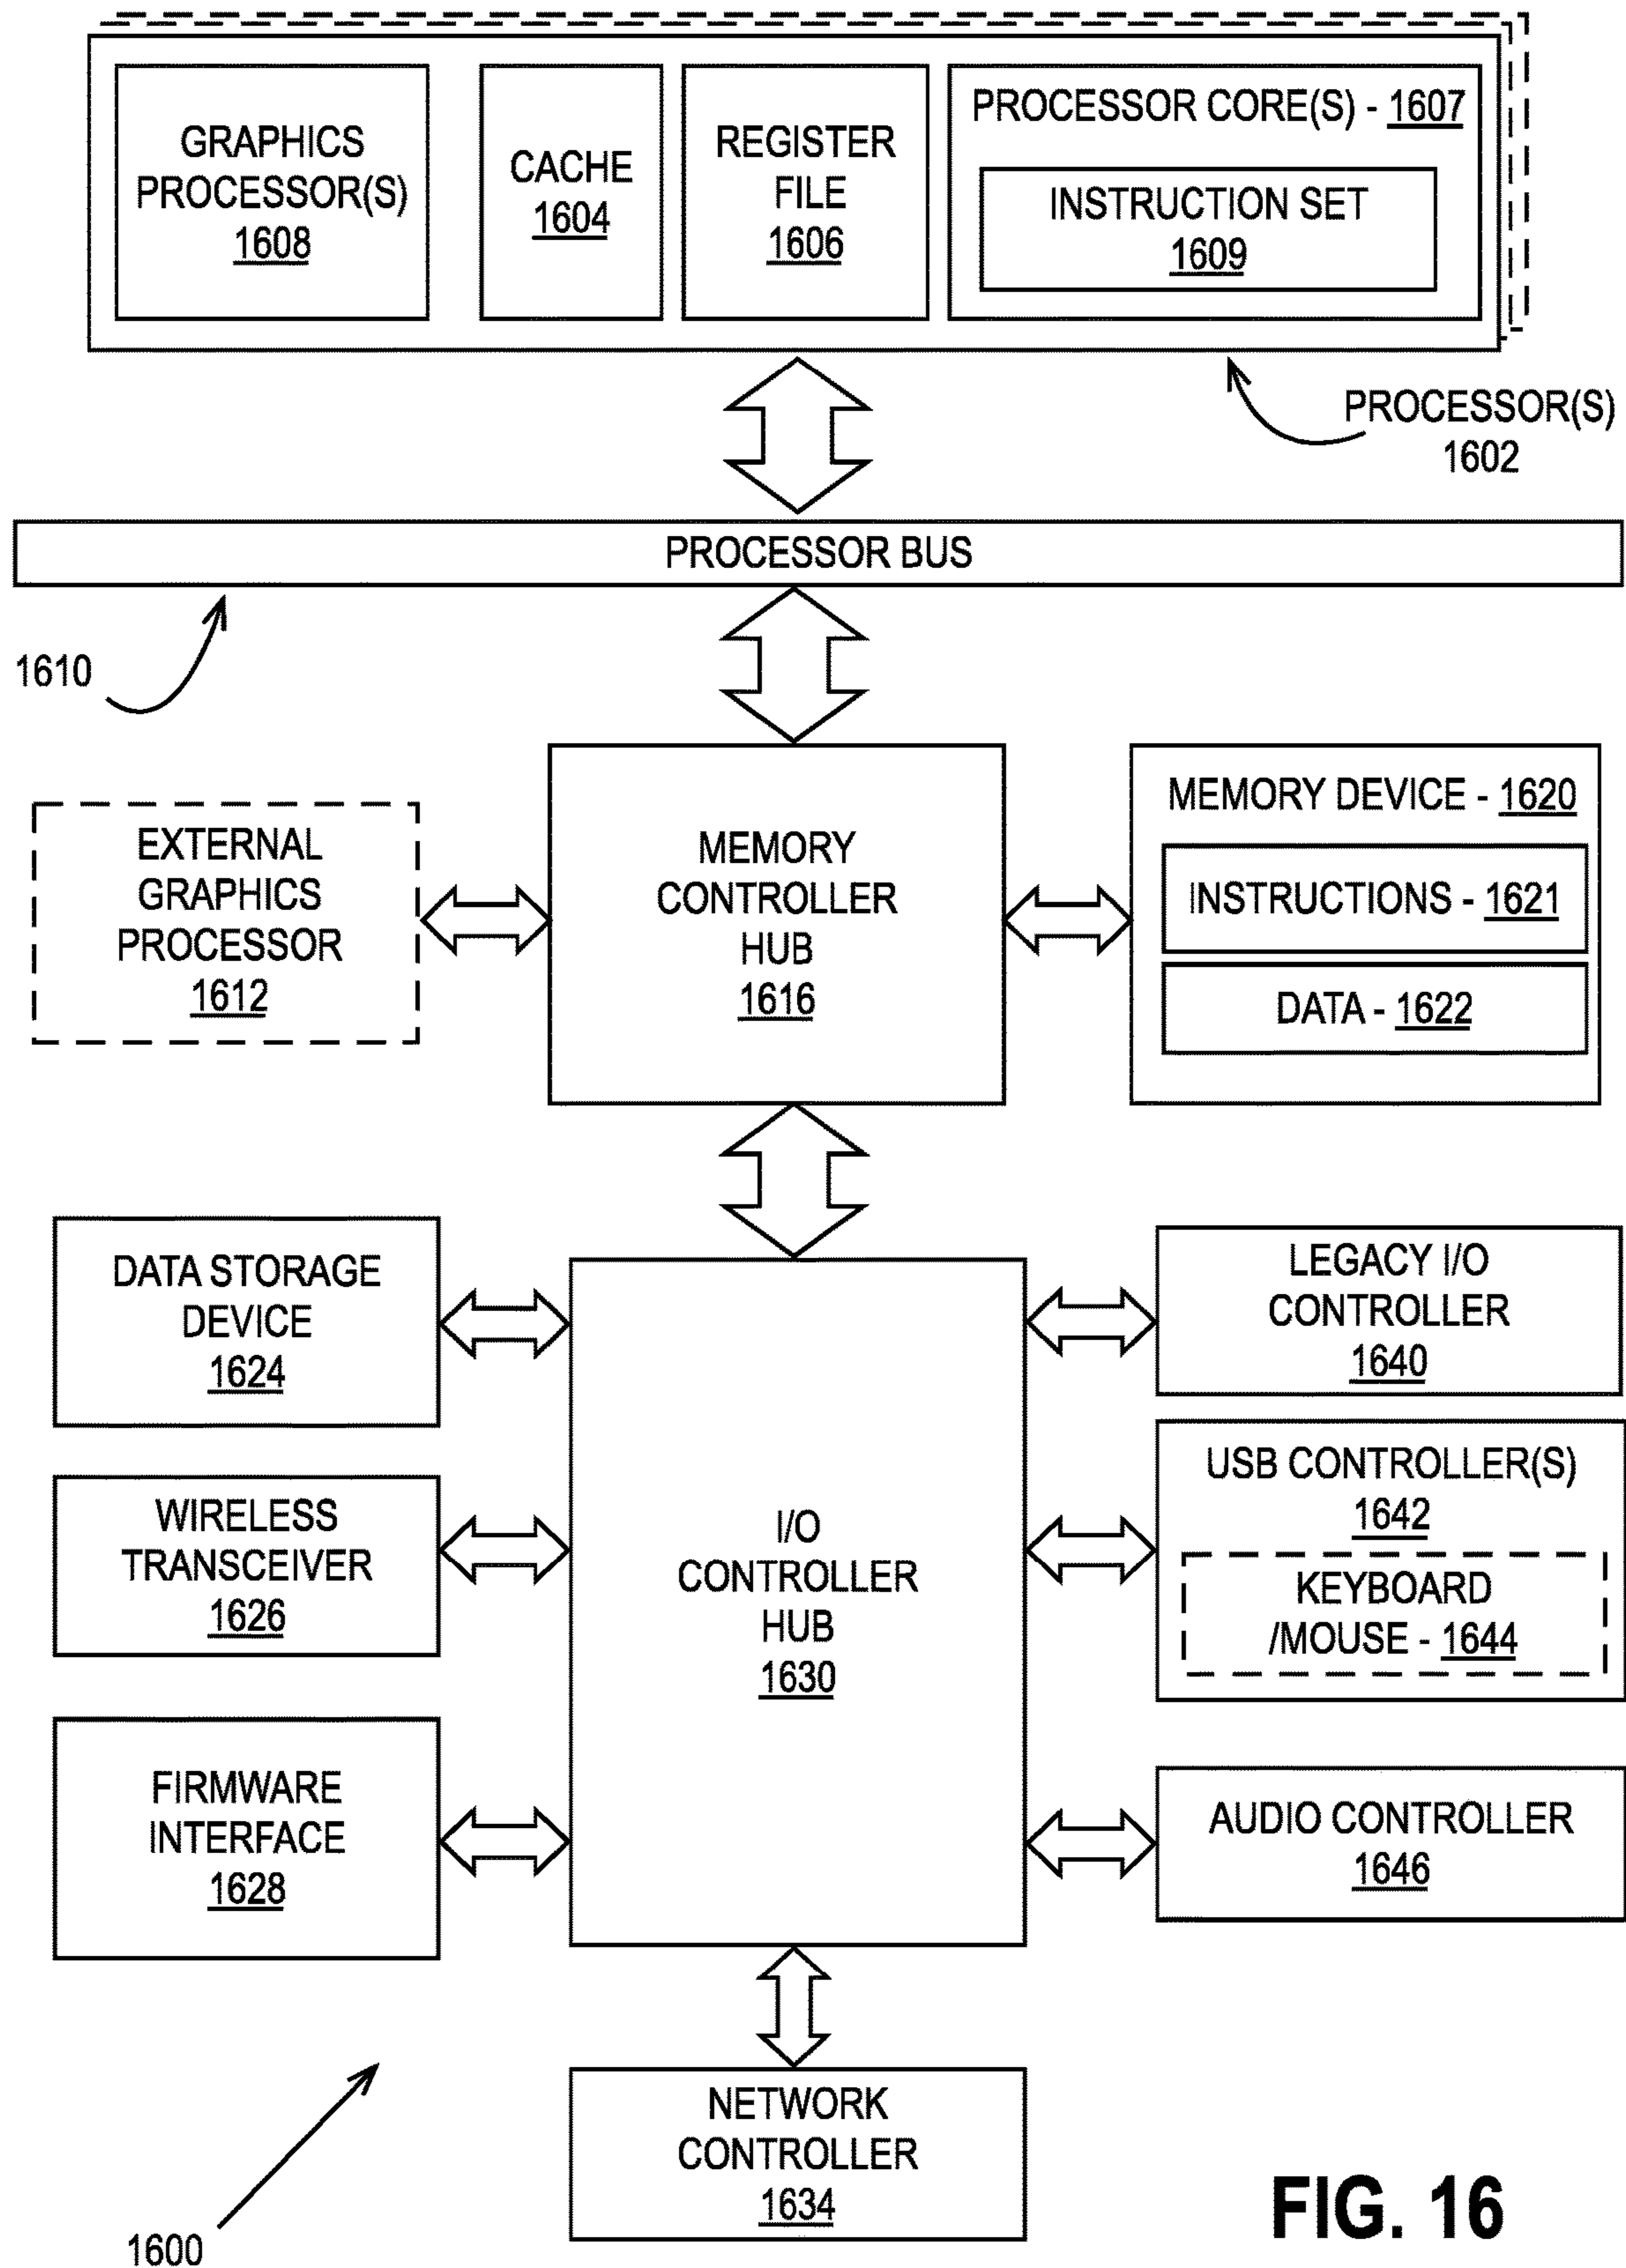 GRAPHICS
PROCESSOR(S)
1608
CACHE
1604
REGISTER
FILE
1606
PROCESSOR CORE(S) - 1607
INSTRUCTION SET
1609
PROCESSOR(S)
1602
PROCESSOR BUS
1610
EXTERNAL
GRAPHICS
PROCESSOR
1612
MEMORY
CONTROLLER
HUB
1616
MEMORY DEVICE - 1620
INSTRUCTIONS - 1621
DATA - 1622
DATA STORAGE
DEVICE
1624
WIRELESS
TRANSCEIVER
1626
FIRMWARE
INTERFACE
1628
I/O
CONTROLLER
HUB
1630
LEGACY I/O
CONTROLLER
1640
USB CONTROLLER(S)
1642
KEYBOARD
/MOUSE - 1644
AUDIO CONTROLLER
1646
NETWORK
CONTROLLER
1634
1600
FIG. 16